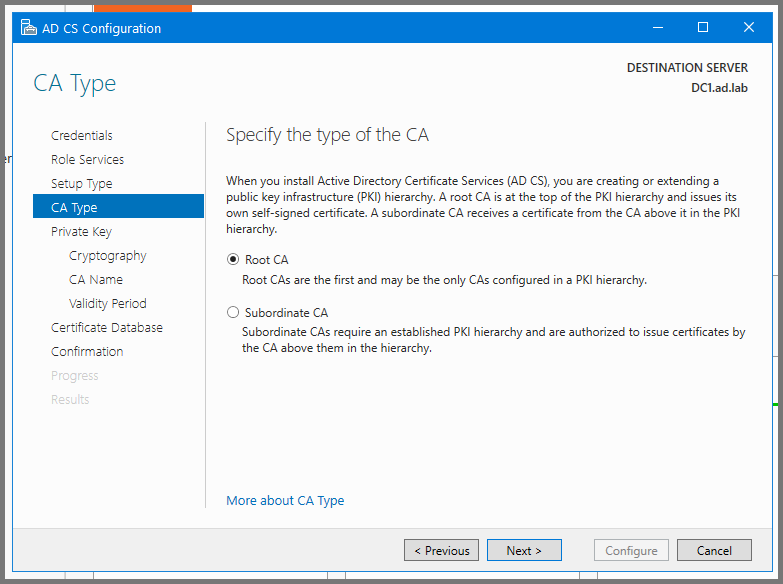 AD CS Configuration
CA Type
DESTINATION SERVER
DC1.ad.lab
er
Credentials
Role Services
Setup Type
CA Type
Private Key
Cryptography
CA Name
Validity Period
Certificate Database
Confirmation
Progress
Results
Specify the type of the CA
When you install Active Directory Certificate Services (AD CS), you are creating or extending a
public key infrastructure (PKI) hierarchy. A root CA is at the top of the PKI hierarchy and issues its
own self-signed certificate. A subordinate CA receives a certificate from the CA above it in the PKI
hierarchy.
Root CA
Root CAs are the first and may be the only CAs configured in a PKI hierarchy.
Subordinate CA
Subordinate CAs require an established PKI hierarchy and are authorized to issue certificates by
the CA above them in the hierarchy.
More about CA Type
< Previous
Next >
Configure
Cancel